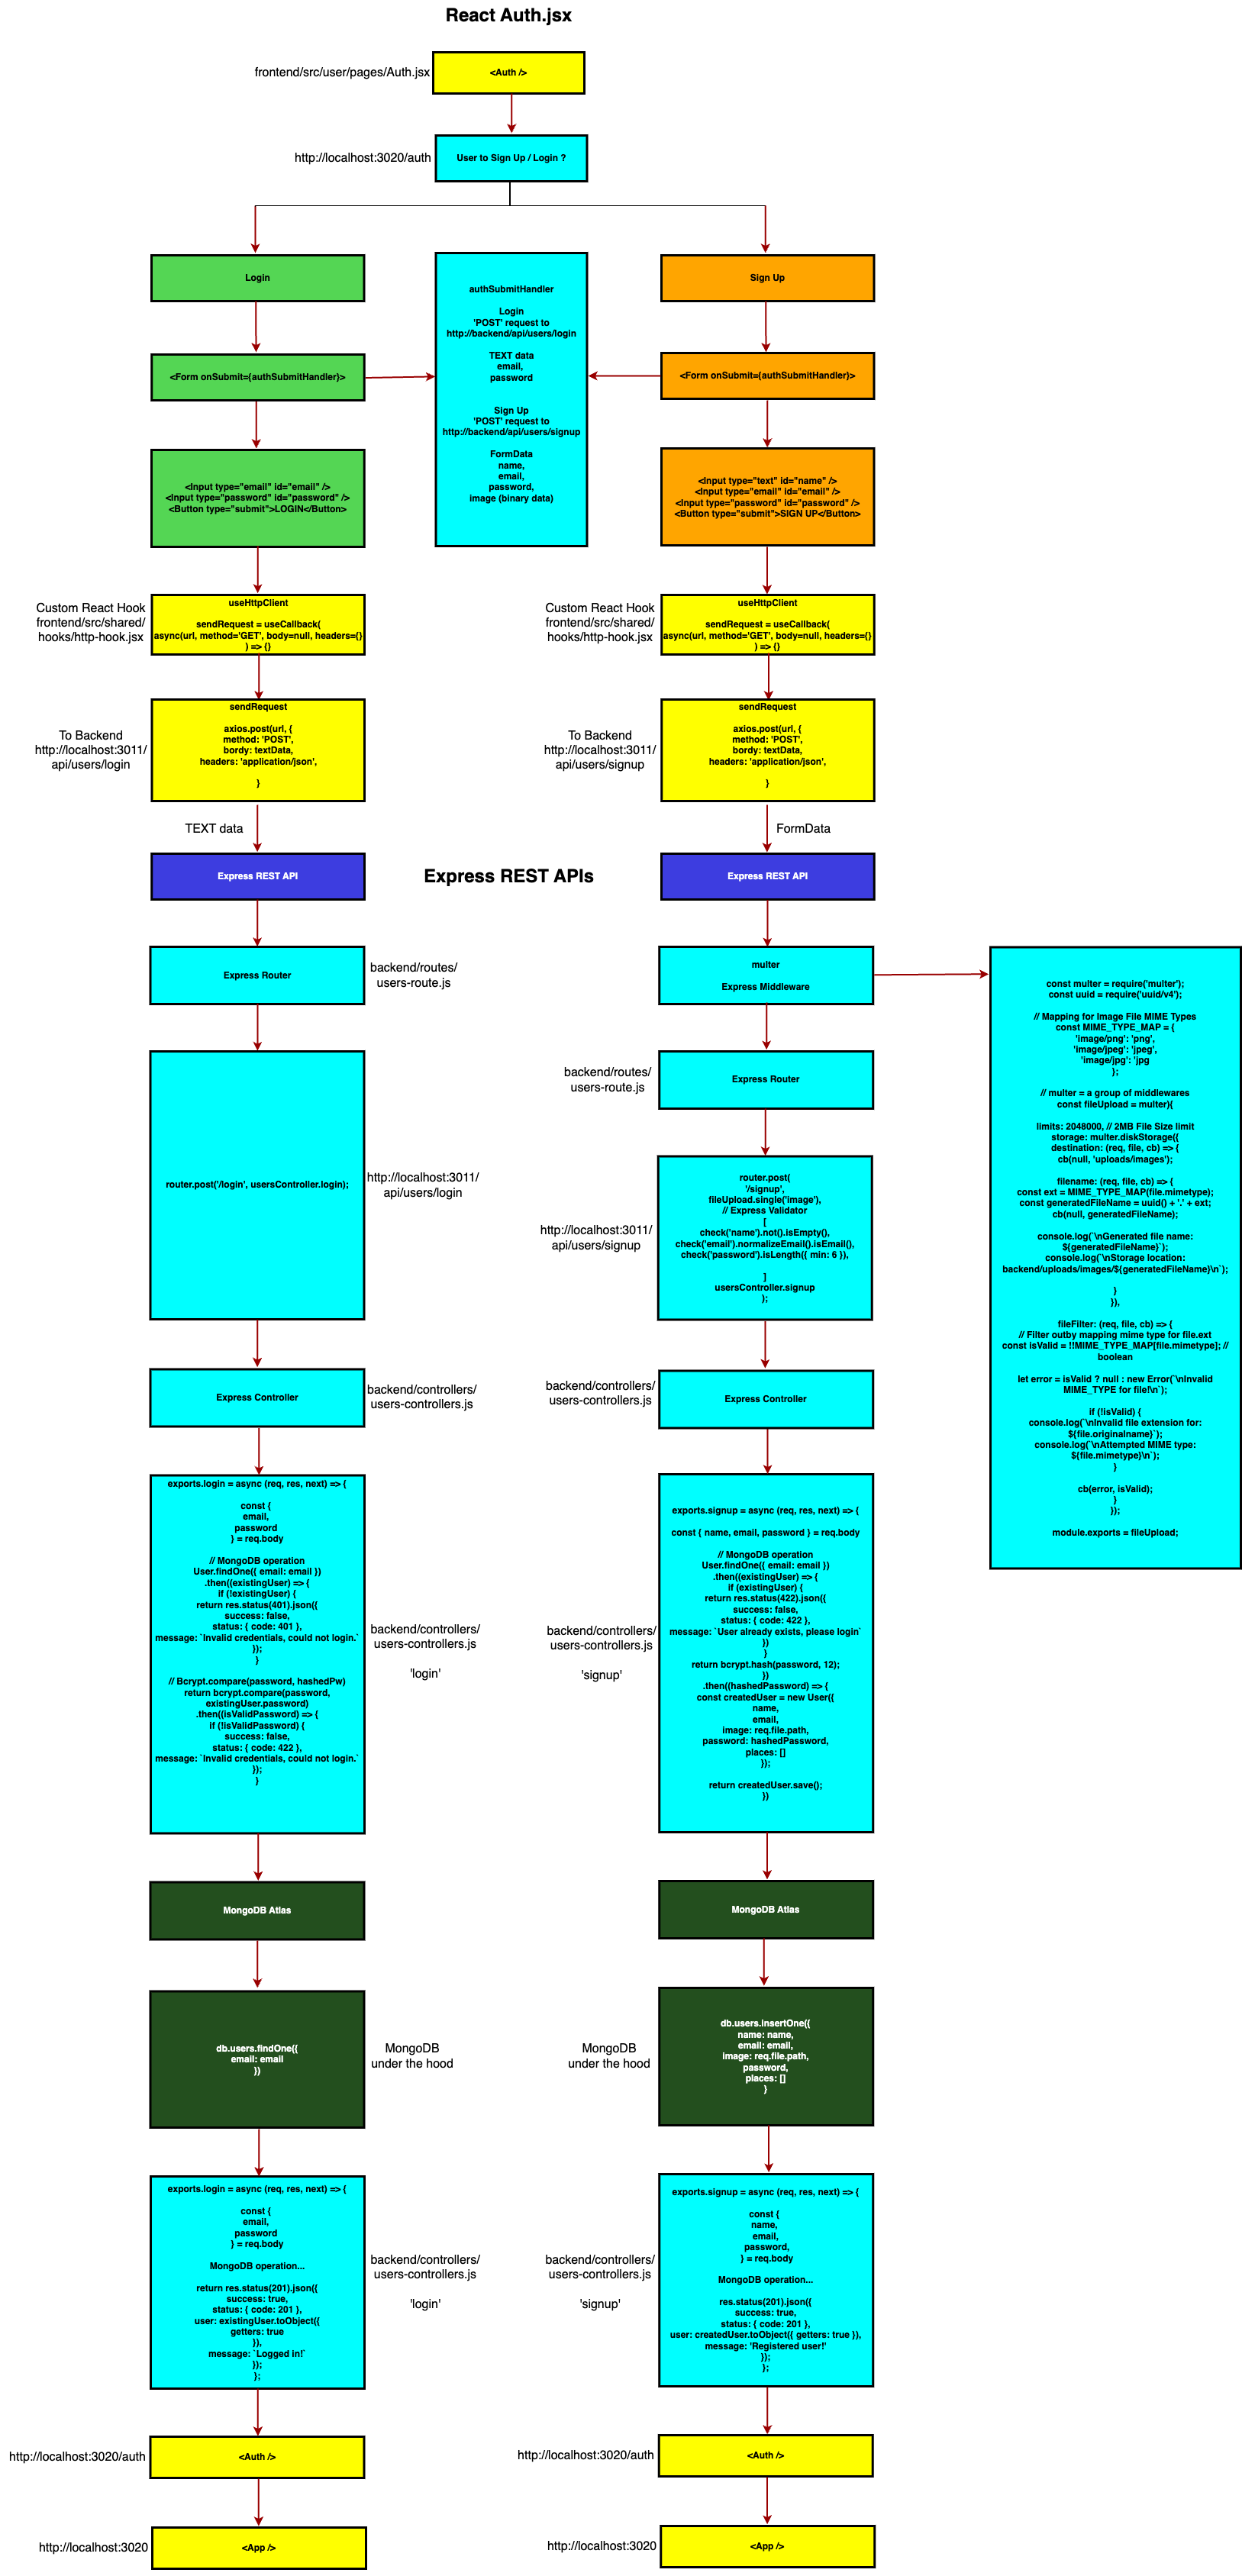 React Auth.jsx
frontend/src/user/pages/Auth.jsx
<Auth />
http://localhost:3020/auth
User to Sign Up / Login ?
Login
<Form onSubmit={authSubmitHandler}>
<Input type="email" id="email" />
<Input type="password" id="password" />
<Button type="submit">LOGIN</Button>
authSubmitHandler
Login
'POST' request to
http://backend/api/users/login
TEXT data
email,
password
Sign Up
'POST' request to
http://backend/api/users/signup
FormData
name,
email,
password,
image (binary data)
Sign Up
<Form onSubmit={authSubmitHandler}>
<Input type="text" id="name" />
<Input type="email" id="email" />
<Input type="password" id="password" />
<Button type="submit">SIGN UP</Button>
Custom React Hook
frontend/src/shared/
hooks/http-hook.jsx
useHttpClient
sendRequest = useCallback(
async(url, method='GET', body=null, headers={}
) => {}
Custom React Hook
frontend/src/shared/
hooks/http-hook.jsx
useHttpClient
sendRequest = useCallback(
async(url, method='GET', body=null, headers={}
) => {}
To Backend
http://localhost:3011/
api/users/login
sendRequest
axios.post(url, {
method: 'POST',
bordy: textData,
headers: 'application/json',
}
To Backend
http://localhost:3011/
api/users/signup
sendRequest
axios.post(url, {
method: 'POST',
bordy: textData,
headers: 'application/json',
}
TEXT data
FormData
Express REST API
Express REST APIs
Express REST API
Express Router
backend/routes/
users-route.js
router.post('/login', usersController.login);
http://localhost:3011/
api/users/login
Express Controller
backend/controllers/
users-controllers.js
exports.login = async (req, res, next) => {
const {
email,
password
} = req.body
// MongoDB operation
User.findOne({ email: email })
.then((existingUser) => {
if (!existingUser) {
return res.status(401).json({
success: false,
status: { code: 401 },
message: `Invalid credentials, could not login.`
});
}
// Bcrypt.compare(password, hashedPw)
return bcrypt.compare(password,
existingUser.password)
.then((isValidPassword) => {
if (!isValidPassword) {
success: false,
status: { code: 422 },
message: `Invalid credentials, could not login.`
});
}
backend/controllers/
users-controllers.js
'login'
MongoDB Atlas
db.users.findOne({
email: email
})
MongoDB
under the hood
exports.login = async (req, res, next) => {
const {
email,
password
} = req.body
MongoDB operation...
return res.status(201).json({
success: true,
status: { code: 201 },
user: existingUser.toObject({
getters: true
}),
message: `Logged in!`
});
};
backend/controllers/
users-controllers.js
'login'
http://localhost:3020/auth
<Auth />
http://localhost:3020
<App />
multer
Express Middleware
backend/routes/
users-route.js
Express Router
http://localhost:3011/
api/users/signup
router.post(
'/signup',
fileUpload.single('image'),
// Express Validator
[
check('name').not().isEmpty(),
check('email').normalizeEmail().isEmail(),
check('password').isLength({ min: 6 }),
]
usersController.signup
);
backend/controllers/
users-controllers.js
Express Controller
backend/controllers/
users-controllers.js
'signup'
exports.signup = async (req, res, next) => {
const { name, email, password } = req.body
// MongoDB operation
User.findOne({ email: email })
.then((existingUser) => {
if (existingUser) {
return res.status(422).json({
success: false,
status: { code: 422 },
message: `User already exists, please login`
})
}
return bcrypt.hash(password, 12);
})
.then((hashedPassword) => {
const createdUser = new User({
name,
email,
image: req.file.path,
password: hashedPassword,
places: []
});
return createdUser.save();
})
MongoDB Atlas
MongoDB
under the hood
db.users.insertOne({
name: name,
email: email,
image: req.file.path,
password,
places: []
}
backend/controllers/
users-controllers.js
'signup'
exports.signup = async (req, res, next) => {
const {
name,
email,
password,
} = req.body
MongoDB operation...
res.status(201).json({
success: true,
status: { code: 201 },
user: createdUser.toObject({ getters: true }),
message: 'Registered user!'
});
};
http://localhost:3020/auth
<Auth />
http://localhost:3020
<App />
const multer = require('multer');
const uuid = require('uuid/v4');
// Mapping for Image File MIME Types
const MIME_TYPE_MAP = {
'image/png': 'png',
'image/jpeg': 'jpeg',
'image/jpg': 'jpg
};
// multer = a group of middlewares
const fileUpload = multer){
limits: 2048000, // 2MB File Size limit
storage: multer.diskStorage({
destination: (req, file, cb) => {
cb(null, 'uploads/images');
filename: (req, file, cb) => {
const ext = MIME_TYPE_MAP(file.mimetype);
const generatedFileName = uuid() + '.' + ext;
cb(null, generatedFileName);
console.log(`\nGenerated file name:
${generatedFileName}`);
console.log(`\nStorage location:
backend/uploads/images/${generatedFileName}\n`);
}
}),
fileFilter: (req, file, cb) => {
// Filter outby mapping mime type for file.ext
const isValid = !!MIME_TYPE_MAP[file.mimetype]; //
boolean
let error = isValid ? null : new Error(`\nInvalid
MIME_TYPE for file!\n`);
if (!isValid) {
console.log(`\nInvalid file extension for:
${file.originalname}`);
console.log(`\nAttempted MIME type:
${file.mimetype}\n`);
}
cb(error, isValid);
}
});
module.exports = fileUpload;